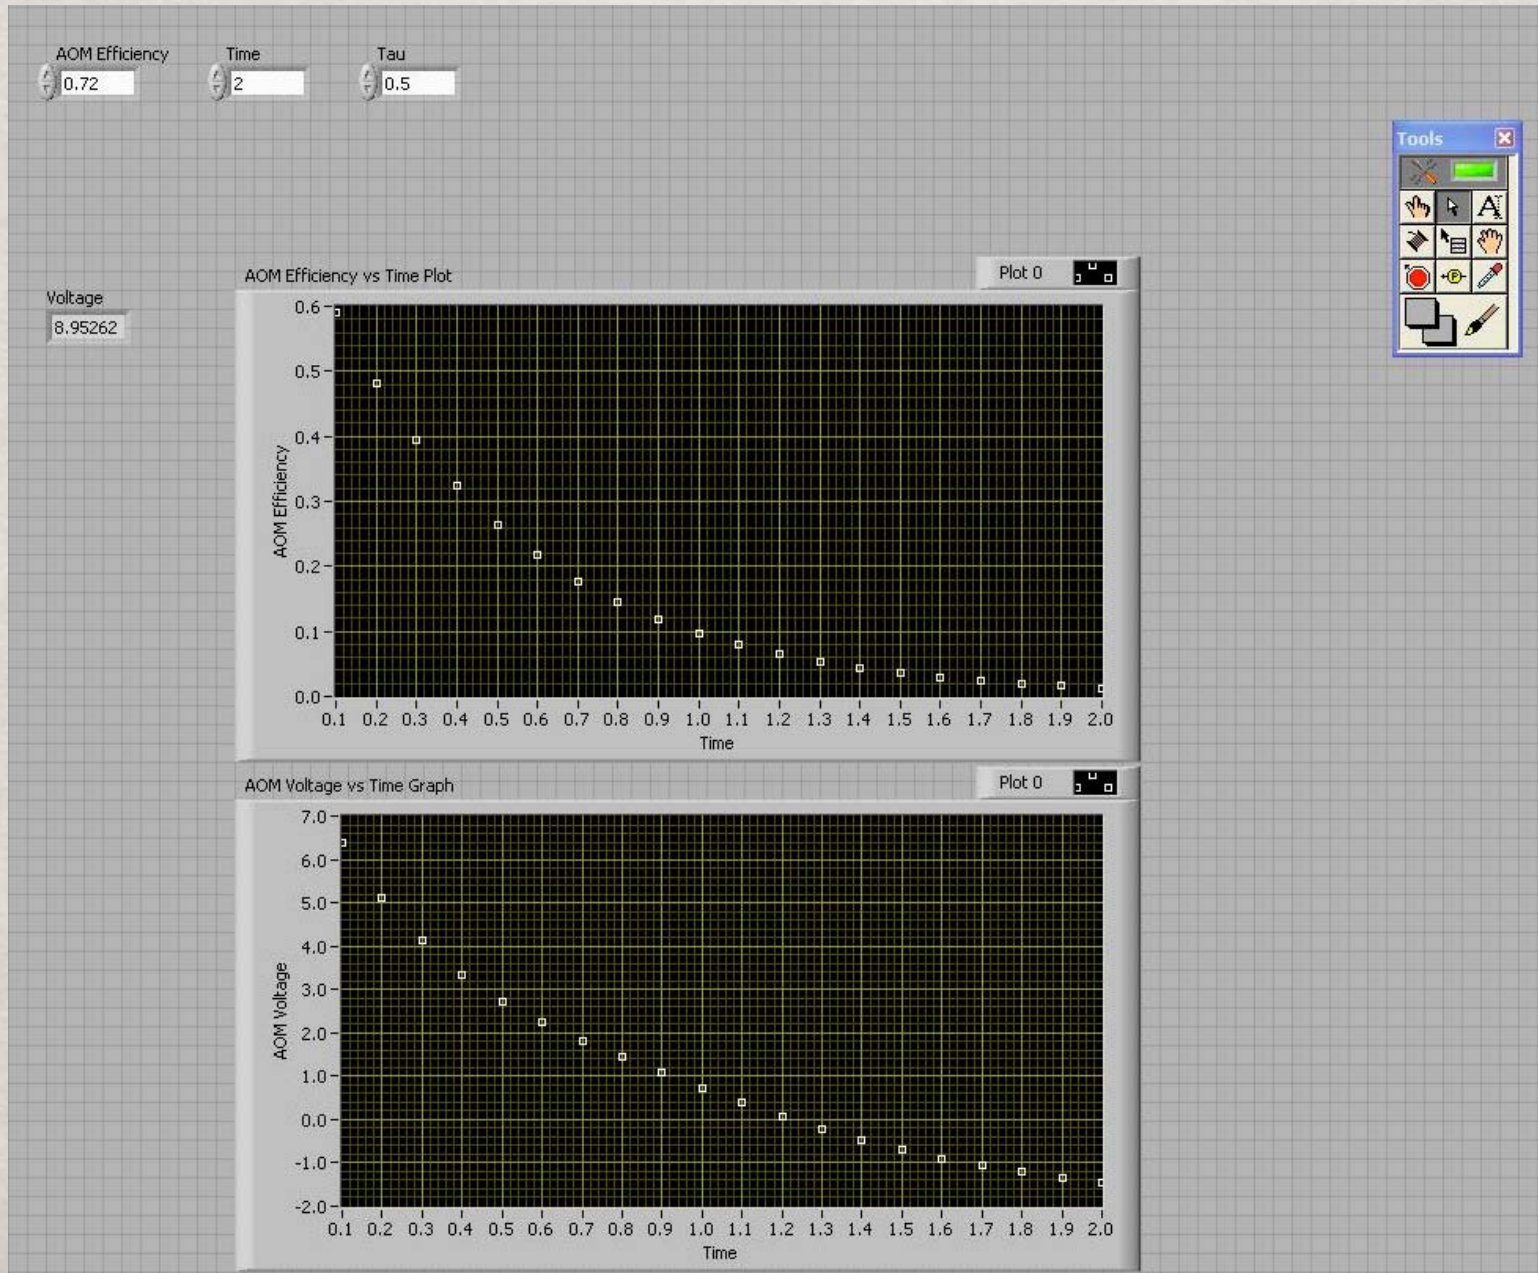 AOM Efficiency Time Tau
0.72 2 0.5
Tools
A
P
Voltage
8.95262
AOM Efficiency vs Time Plot Plot 0
0.6
0.5
0.4
0.3
0.2
0.1
0.0
AOM Efficiency
0.1 0.2 0.3 0.4 0.5 0.6 0.7 0.8 0.9 1.0 1.1 1.2 1.3 1.4 1.5 1.6 1.7 1.8 1.9 2.0
Time
AOM Voltage vs Time Graph Plot 0
7.0
6.0
5.0
4.0
3.0
2.0
1.0
0.0
-1.0
-2.0
AOM Voltage
0.1 0.2 0.3 0.4 0.5 0.6 0.7 0.8 0.9 1.0 1.1 1.2 1.3 1.4 1.5 1.6 1.7 1.8 1.9 2.0
Time